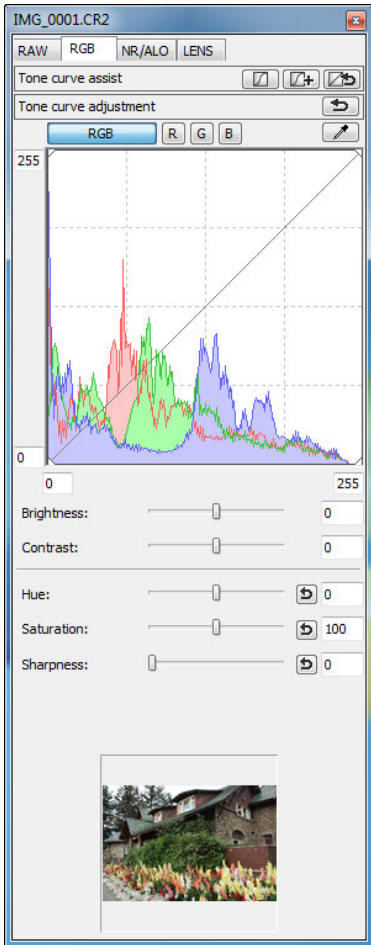 IMG_0001.CR2
RAW RGB NR/ALO LENS
Tone curve assist
Tone curve adjustment
RGB R G B
255
0
0 255
Brightness: 0
Contrast: 0
Hue: 0
Saturation: 100
Sharpness: 0